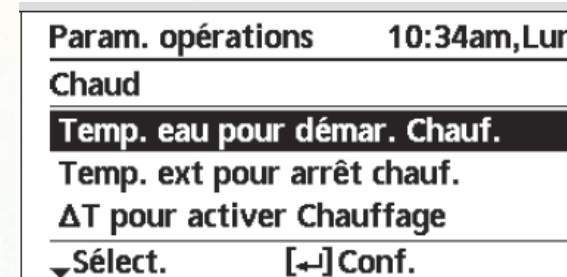 Param. opérations 10:34am,Lun
Chaud
Temp. eau pour démar. Chauf.
Temp. ext pour arrêt chauf.
ΔT pour activer Chauffage
Sélect. [↵]Conf.